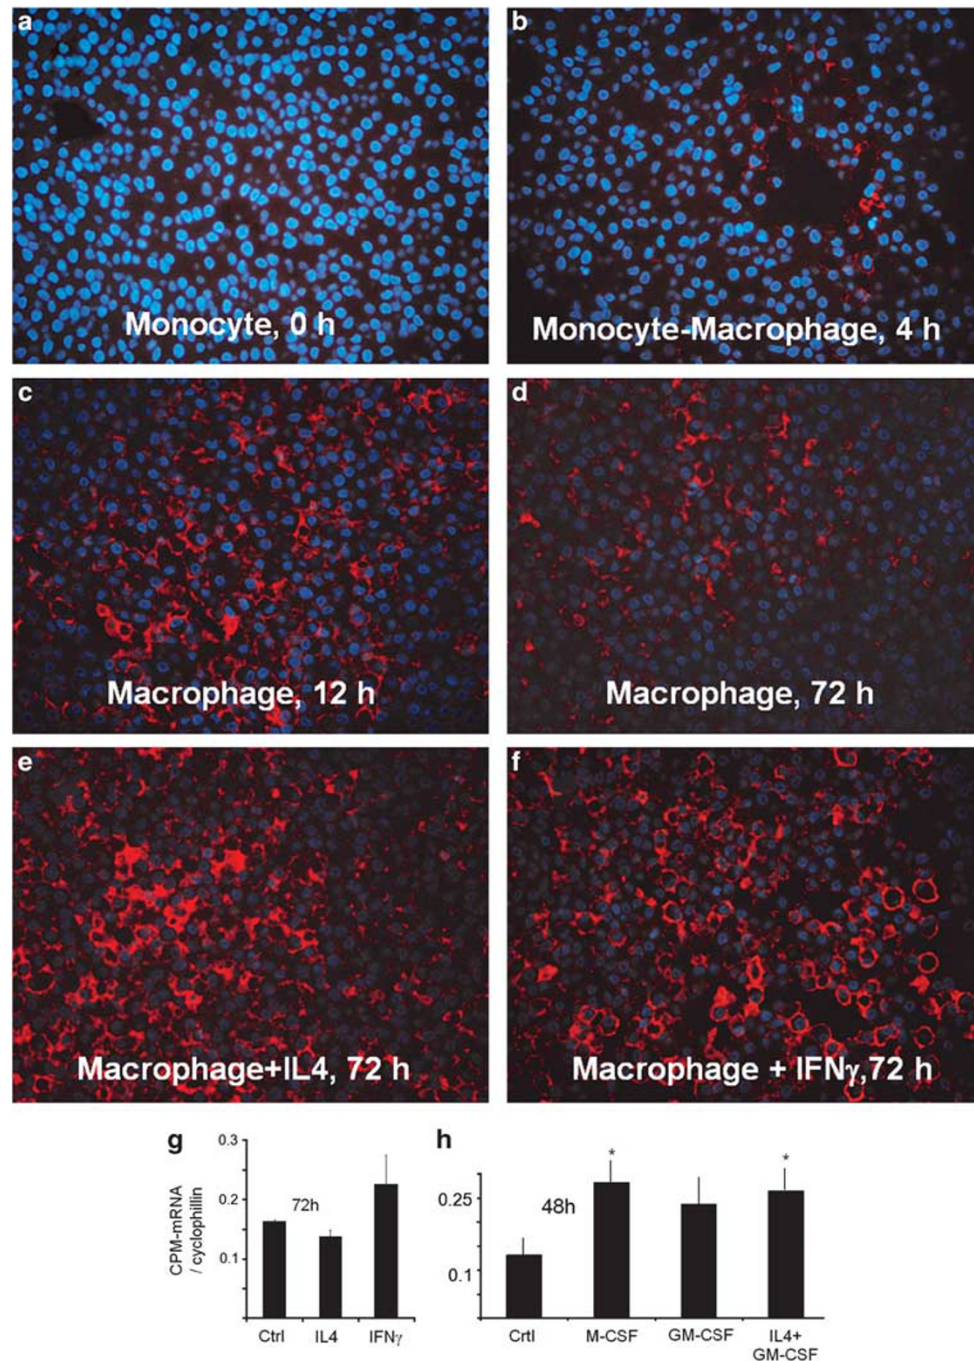 a
b
Monocyte, 0 h
Monocyte-Macrophage, 4 h
c
d
Macrophage, 12 h
Macrophage, 72 h
e
f
Macrophage+IL4, 72 h
Macrophage + IFNγ,72 h
g
h
CPM-mRNA
/ cyclophillin
0.3
0.2
0.1
72h
Ctrl
IL4
IFNγ
0.25
0.1
48h
*
*
Crtl
M-CSF
GM-CSF
IL4+
GM-CSF